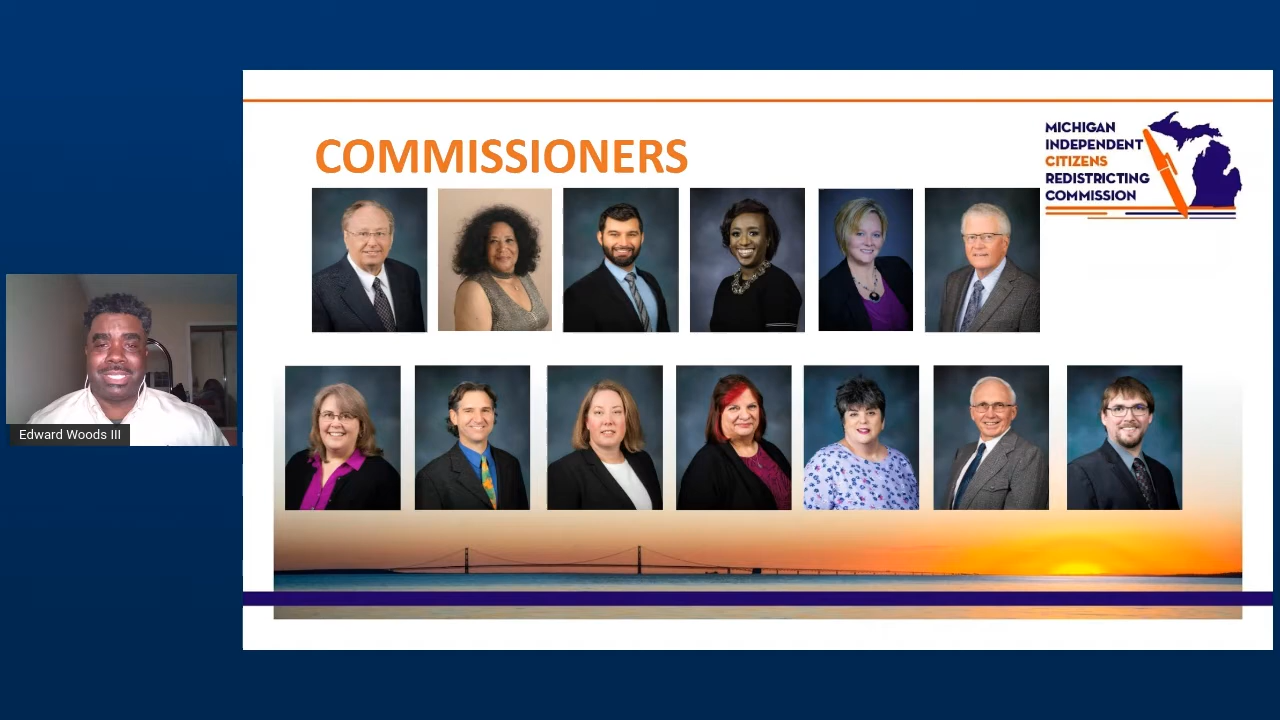 COMMISSIONERS
MICHIGAN
INDEPENDENT
CITIZENS
REDISTRICTING
COMMISSION
Edward Woods III